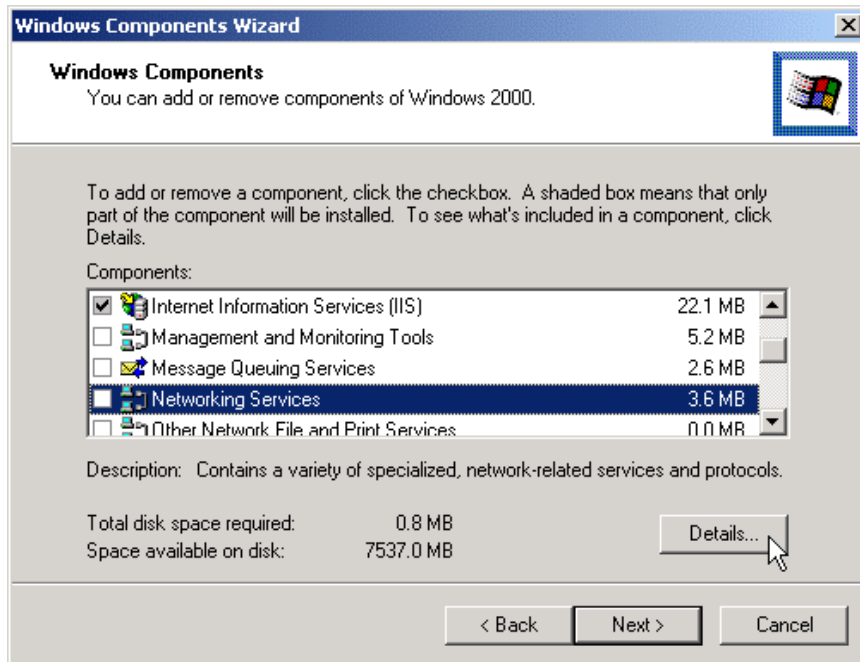 Windows Components Wizard
Windows Components
You can add or remove components of Windows 2000.
To add or remove a component, click the checkbox.  A shaded box means that only
part of the component will be installed.  To see what's included in a component, click
Details.
Components:
Internet Information Services (IIS) 22.1 MB
Management and Monitoring Tools 5.2 MB
Message Queuing Services 2.6 MB
Networking Services 3.6 MB
Other Network File and Print Services 0.0 MB
Description:   Contains a variety of specialized, network-related services and protocols.
Total disk space required: 0.8 MB
Space available on disk: 7537.0 MB
Details...
< Back Next > Cancel